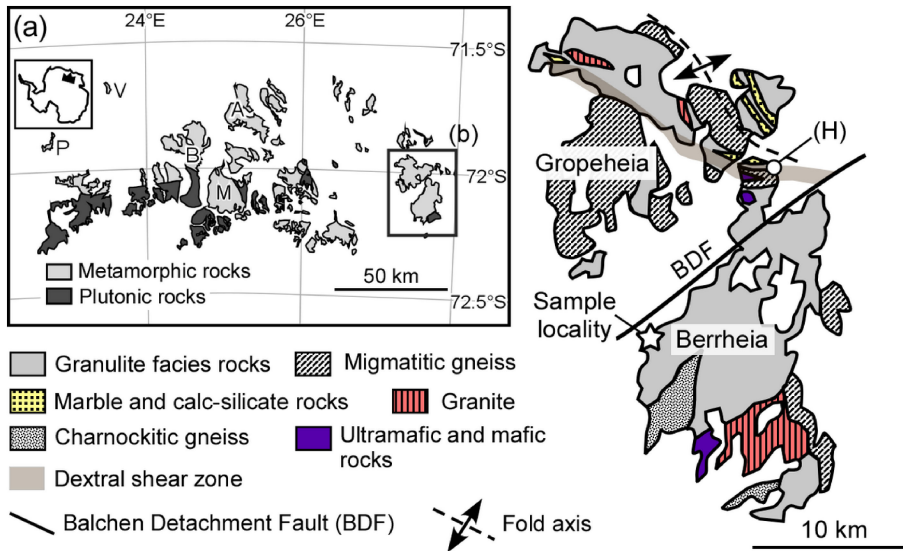 (a)
24°E
26°E
71.5°S
V
A
(b)
P
B
72°S
M
Metamorphic rocks
Plutonic rocks
50 km
72.5°S
(H)
Gropeheia
BDF
Sample
locality
Berrheia
Granulite facies rocks
Migmatitic gneiss
Marble and calc-silicate rocks
Granite
Charnockitic gneiss
Ultramafic and mafic
rocks
Dextral shear zone
Balchen Detachment Fault (BDF)
Fold axis
10 km